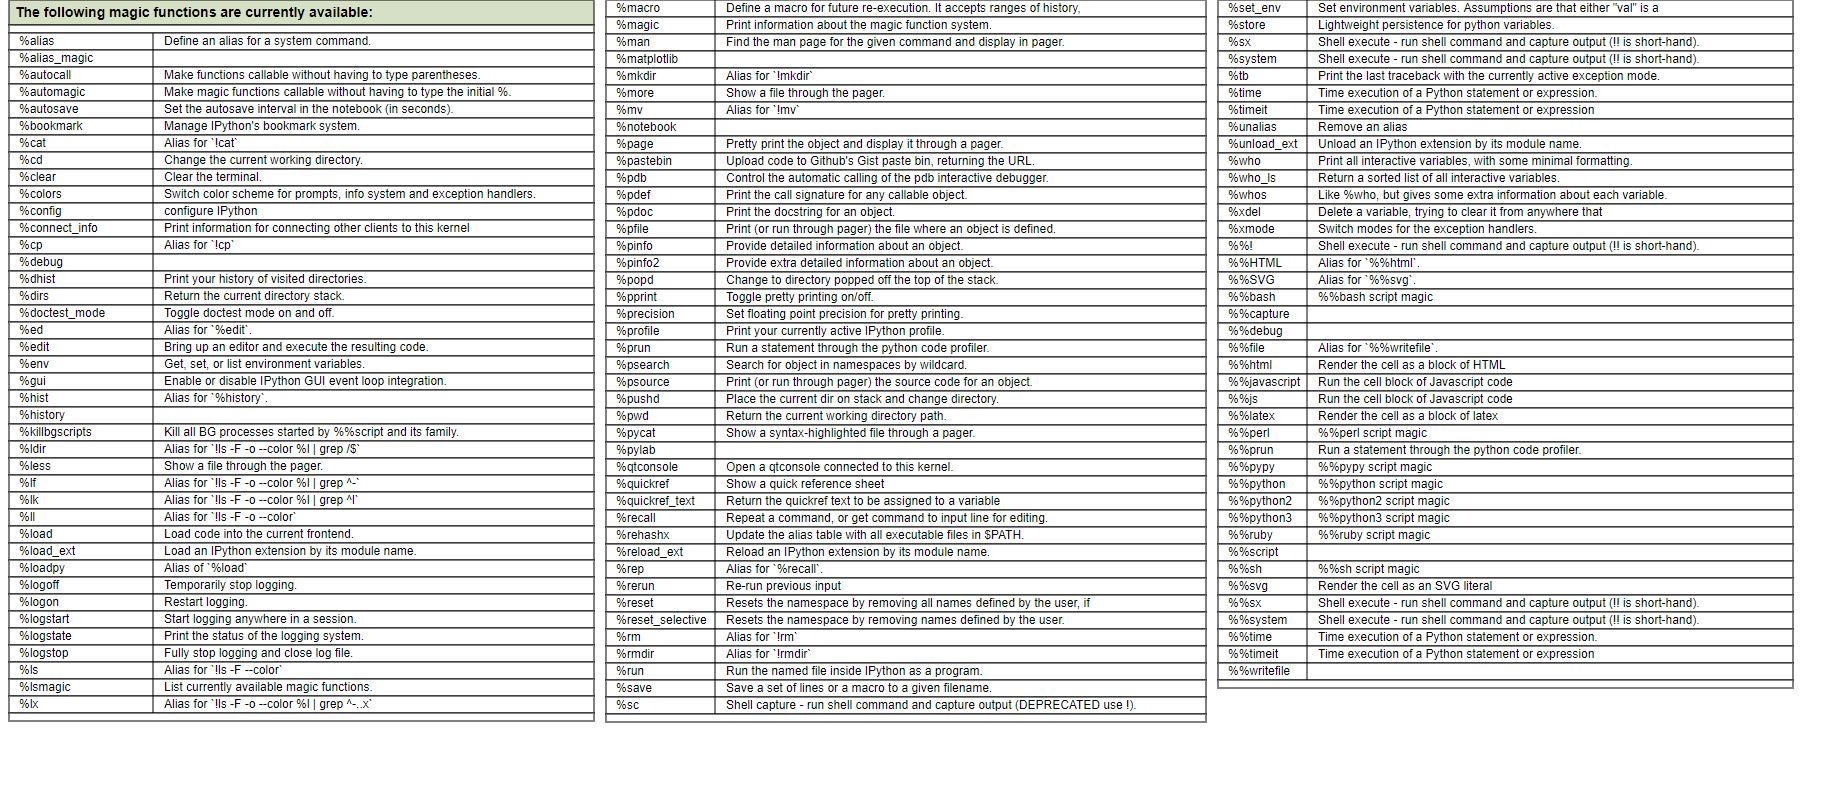 The following magic functions are currently available:
%alias Define an alias for a system command.
%alias_magic
%autocall Make functions callable without having to type parentheses.
%automagic Make magic functions callable without having to type the initial %.
%autosave Set the autosave interval in the notebook (in seconds).
%bookmark Manage IPython's bookmark system.
%cat Alias for `!cat`
%cd Change the current working directory.
%clear Clear the terminal.
%colors Switch color scheme for prompts, info system and exception handlers.
%config configure IPython
%connect_info Print information for connecting other clients to this kernel
%cp Alias for `!cp`
%debug
%dhist Print your history of visited directories.
%dirs Return the current directory stack.
%doctest_mode Toggle doctest mode on and off.
%ed Alias for `%edit`.
%edit Bring up an editor and execute the resulting code.
%env Get, set, or list environment variables.
%gui Enable or disable IPython GUI event loop integration.
%hist Alias for `%history`.
%history
%killbgscripts Kill all BG processes started by %%script and its family.
%ldir Alias for `!ls -F -o --color %l | grep /$`
%less Show a file through the pager.
%lf Alias for `!ls -F -o --color %l | grep ^-`
%lk Alias for `!ls -F -o --color %l | grep ^l`
%ll Alias for `!ls -F -o --color`
%load Load code into the current frontend.
%load_ext Load an IPython extension by its module name.
%loadpy Alias of `%load`
%logoff Temporarily stop logging.
%logon Restart logging.
%logstart Start logging anywhere in a session.
%logstate Print the status of the logging system.
%logstop Fully stop logging and close log file.
%ls Alias for `!ls -F --color`
%lsmagic List currently available magic functions.
%lx Alias for `!ls -F -o --color %l | grep ^-..x`
%macro Define a macro for future re-execution. It accepts ranges of history,
%magic Print information about the magic function system.
%man Find the man page for the given command and display in pager.
%matplotlib
%mkdir Alias for `!mkdir`
%more Show a file through the pager.
%mv Alias for `!mv`
%notebook
%page Pretty print the object and display it through a pager.
%pastebin Upload code to Github's Gist paste bin, returning the URL.
%pdb Control the automatic calling of the pdb interactive debugger.
%pdef Print the call signature for any callable object.
%pdoc Print the docstring for an object.
%pfile Print (or run through pager) the file where an object is defined.
%pinfo Provide detailed information about an object.
%pinfo2 Provide extra detailed information about an object.
%popd Change to directory popped off the top of the stack.
%pprint Toggle pretty printing on/off.
%precision Set floating point precision for pretty printing.
%profile Print your currently active IPython profile.
%prun Run a statement through the python code profiler.
%psearch Search for object in namespaces by wildcard.
%psource Print (or run through pager) the source code for an object.
%pushd Place the current dir on stack and change directory.
%pwd Return the current working directory path.
%pycat Show a syntax-highlighted file through a pager.
%pylab
%qtconsole Open a qtconsole connected to this kernel.
%quickref Show a quick reference sheet
%quickref_text Return the quickref text to be assigned to a variable
%recall Repeat a command, or get command to input line for editing.
%rehashx Update the alias table with all executable files in $PATH.
%reload_ext Reload an IPython extension by its module name.
%rep Alias for `%recall`.
%rerun Re-run previous input
%reset Resets the namespace by removing all names defined by the user, if
%reset_selective Resets the namespace by removing names defined by the user.
%rm Alias for `!rm`
%rmdir Alias for `!rmdir`
%run Run the named file inside IPython as a program.
%save Save a set of lines or a macro to a given filename.
%sc Shell capture - run shell command and capture output (DEPRECATED use !).
%set_env Set environment variables. Assumptions are that either "val" is a
%store Lightweight persistence for python variables.
%sx Shell execute - run shell command and capture output (!! is short-hand).
%system Shell execute - run shell command and capture output (!! is short-hand).
%tb Print the last traceback with the currently active exception mode.
%time Time execution of a Python statement or expression.
%timeit Time execution of a Python statement or expression
%unalias Remove an alias
%unload_ext Unload an IPython extension by its module name.
%who Print all interactive variables, with some minimal formatting.
%who_ls Return a sorted list of all interactive variables.
%whos Like %who, but gives some extra information about each variable.
%xdel Delete a variable, trying to clear it from anywhere that
%xmode Switch modes for the exception handlers.
%%! Shell execute - run shell command and capture output (!! is short-hand).
%%HTML Alias for `%%html`.
%%SVG Alias for `%%svg`.
%%bash %%bash script magic
%%capture
%%debug
%%file Alias for `%%writefile`.
%%html Render the cell as a block of HTML
%%javascript Run the cell block of Javascript code
%%js Run the cell block of Javascript code
%%latex Render the cell as a block of latex
%%perl %%perl script magic
%%prun Run a statement through the python code profiler.
%%pypy %%pypy script magic
%%python %%python script magic
%%python2 %%python2 script magic
%%python3 %%python3 script magic
%%ruby %%ruby script magic
%%script
%%sh %%sh script magic
%%svg Render the cell as an SVG literal
%%sx Shell execute - run shell command and capture output (!! is short-hand).
%%system Shell execute - run shell command and capture output (!! is short-hand).
%%time Time execution of a Python statement or expression.
%%timeit Time execution of a Python statement or expression
%%writefile